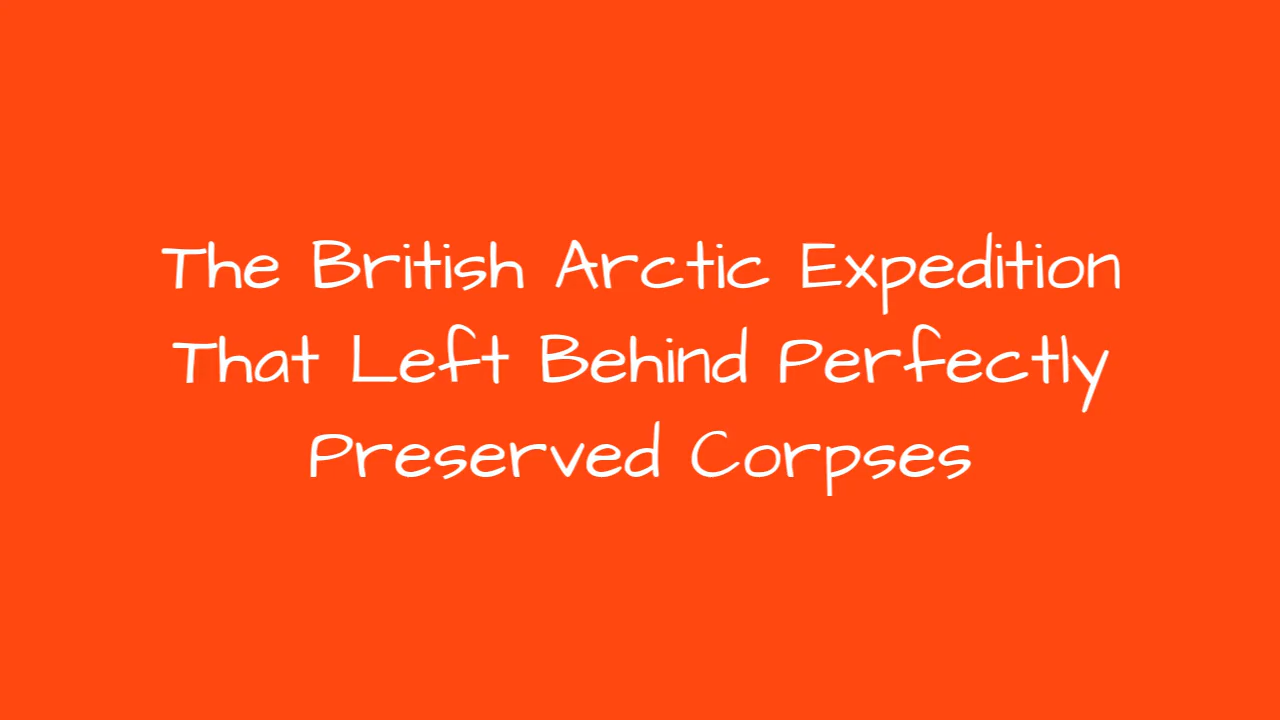 The British Arctic Expedition
That Left Behind Perfectly
Preserved Corpses